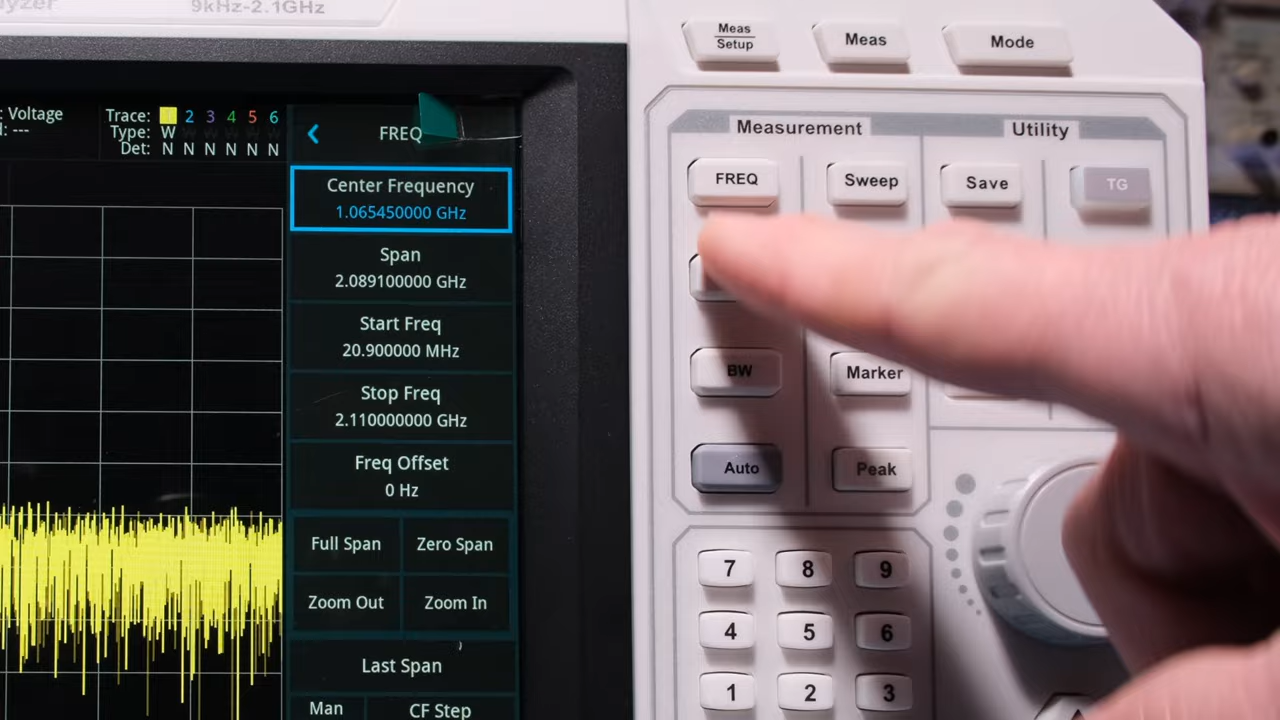 yzer
9kHz-2.1GHz
: Voltage
d: ---
Trace: 1 2 3 4 5 6
Type: W W W W W W
Det: N N N N N N
FREQ
Center Frequency
1.065450000 GHz
Span
2.089100000 GHz
Start Freq
20.900000 MHz
Stop Freq
2.110000000 GHz
Freq Offset
0 Hz
Full Span
Zero Span
Zoom Out
Zoom In
Last Span
Man
CF Step
Meas
Setup
Meas
Mode
Measurement
Utility
FREQ
Sweep
Save
TG
BW
Marker
Auto
Peak
7 8 9
4 5 6
1 2 3